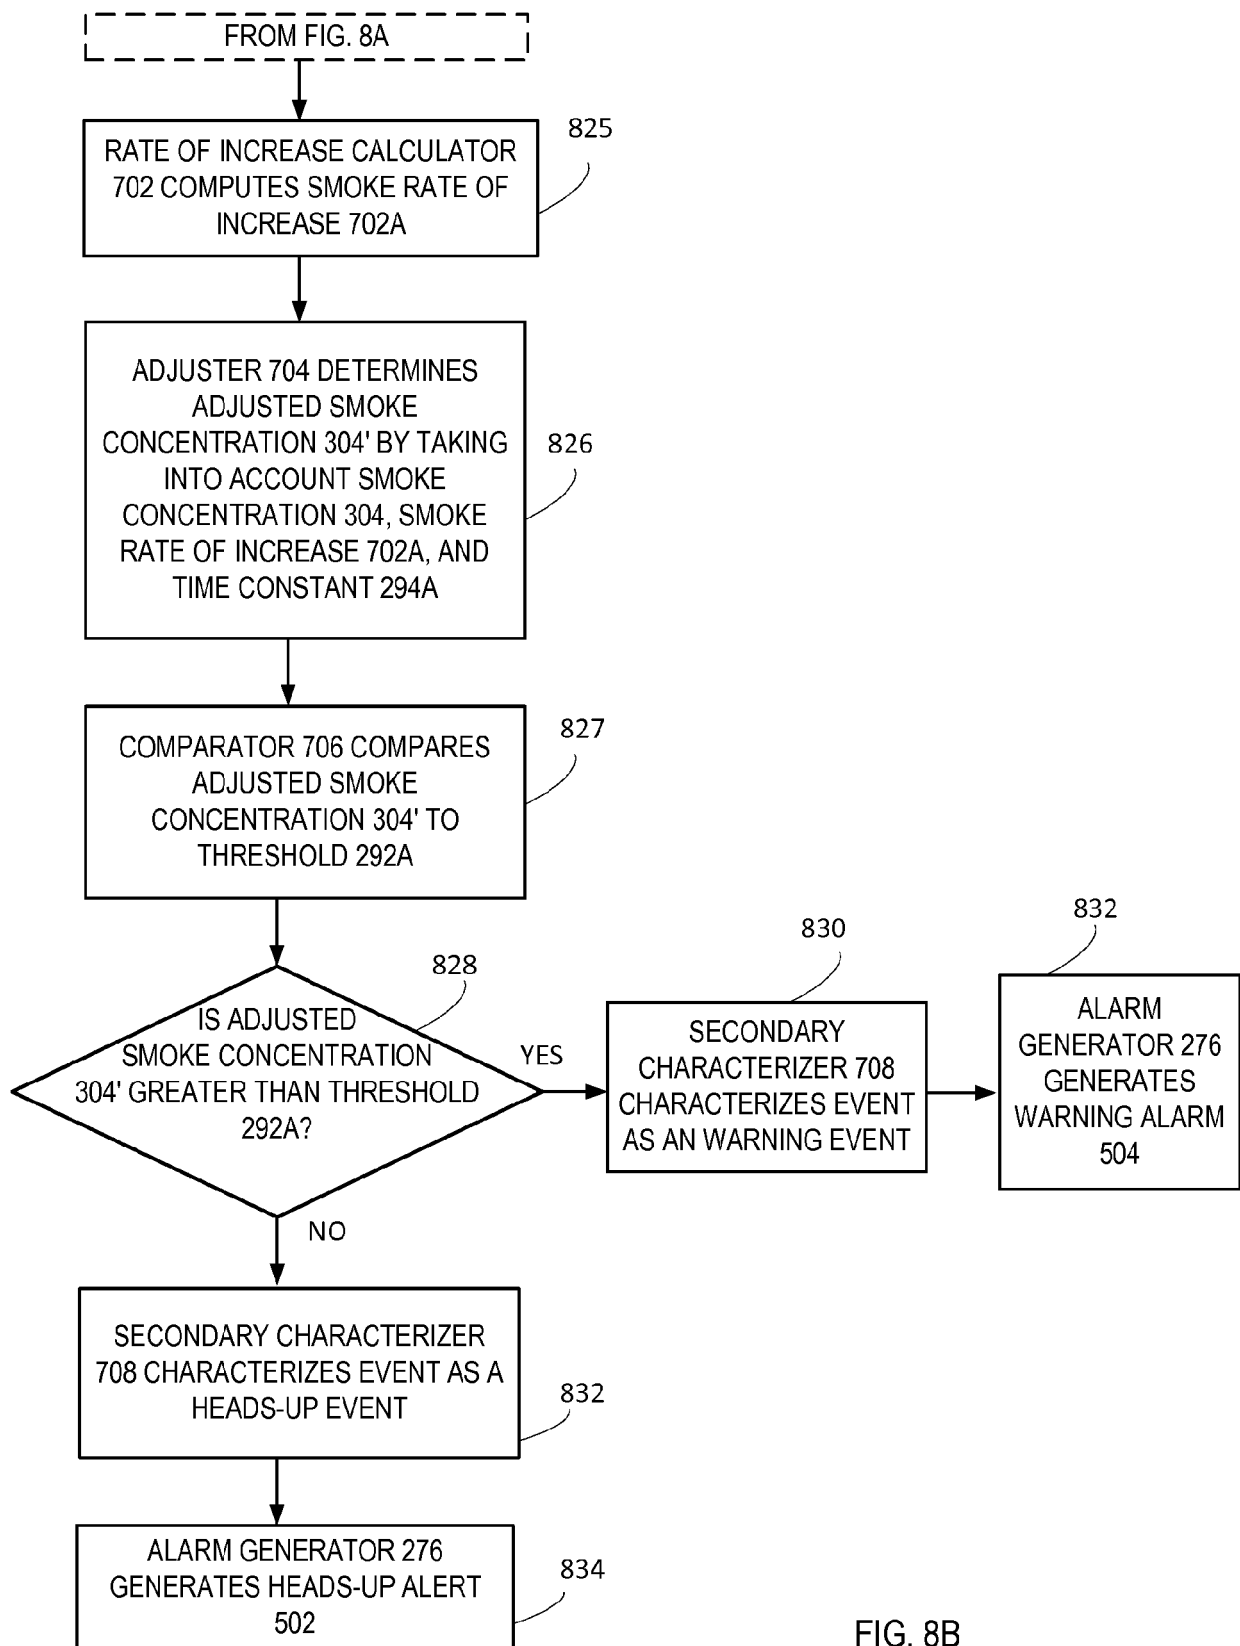 FROM FIG. 8A
825
RATE OF INCREASE CALCULATOR
702 COMPUTES SMOKE RATE OF
INCREASE 702A
ADJUSTER 704 DETERMINES
ADJUSTED SMOKE
CONCENTRATION 304' BY TAKING
INTO ACCOUNT SMOKE
CONCENTRATION 304, SMOKE
RATE OF INCREASE 702A, AND
TIME CONSTANT 294A
826
COMPARATOR 706 COMPARES
ADJUSTED SMOKE
CONCENTRATION 304' TO
THRESHOLD 292A
827
828
IS ADJUSTED
SMOKE CONCENTRATION
304' GREATER THAN THRESHOLD
292A?
YES
830
SECONDARY
CHARACTERIZER 708
CHARACTERIZES EVENT
AS AN WARNING EVENT
832
ALARM
GENERATOR 276
GENERATES
WARNING ALARM
504
NO
SECONDARY CHARACTERIZER
708 CHARACTERIZES EVENT AS A
HEADS-UP EVENT
832
ALARM GENERATOR 276
GENERATES HEADS-UP ALERT
502
834
FIG. 8B